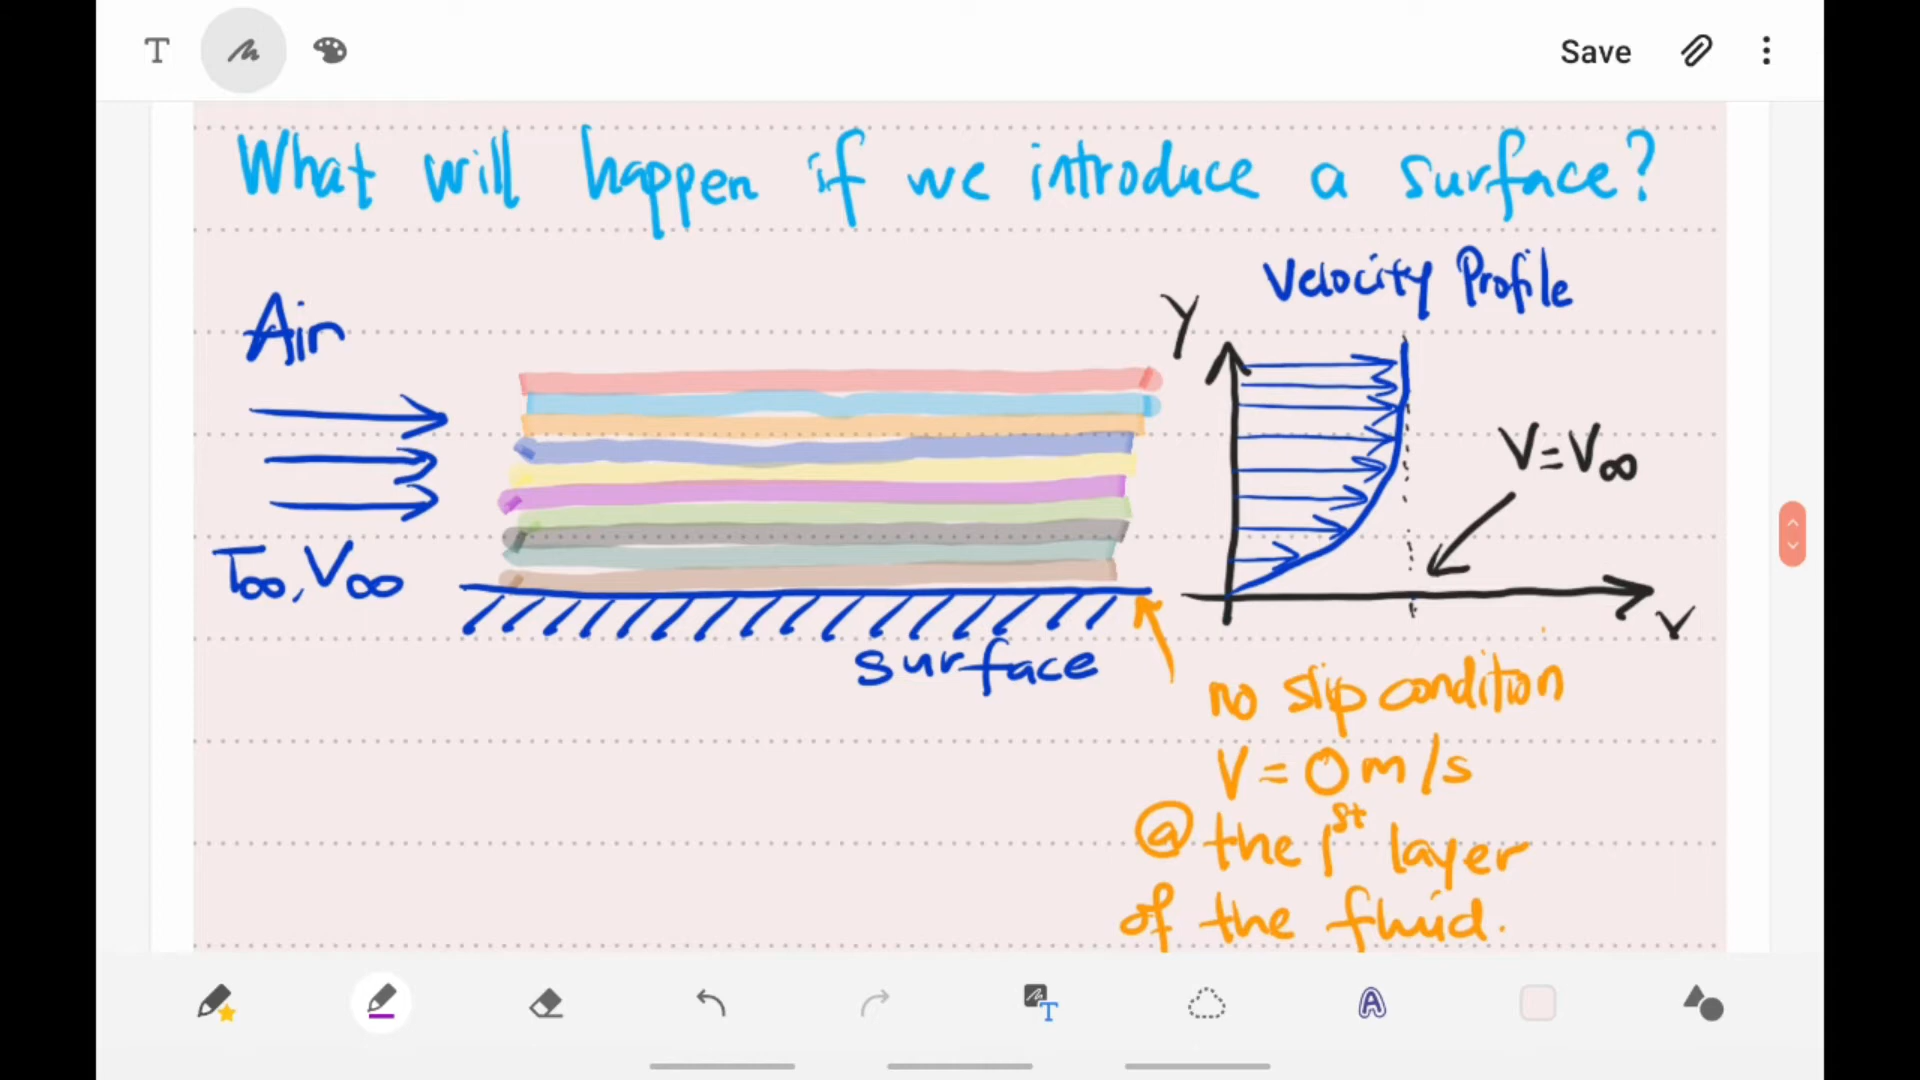 T
Save
What will happen if we introduce a surface?
Velocity Profile
Air
Y
V=V∞
T∞, V∞
V
surface
no slip condition
V = 0 m/s
@ the 1st layer
of the fluid.
T
A